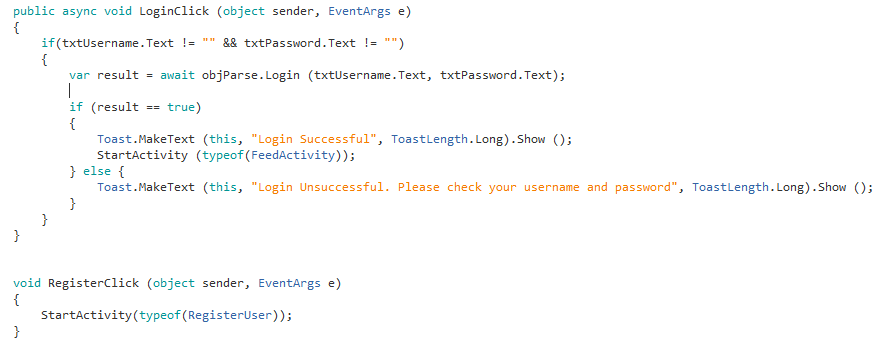 public async void LoginClick (object sender, EventArgs e)
{
    if(txtUsername.Text != "" && txtPassword.Text != "")
    {
        var result = await objParse.Login (txtUsername.Text, txtPassword.Text);

        if (result == true)
        {
            Toast.MakeText (this, "Login Successful", ToastLength.Long).Show ();
            StartActivity (typeof(FeedActivity));
        } else {
            Toast.MakeText (this, "Login Unsuccessful. Please check your username and password", ToastLength.Long).Show ();
        }
    }
}

void RegisterClick (object sender, EventArgs e)
{
    StartActivity(typeof(RegisterUser));
}